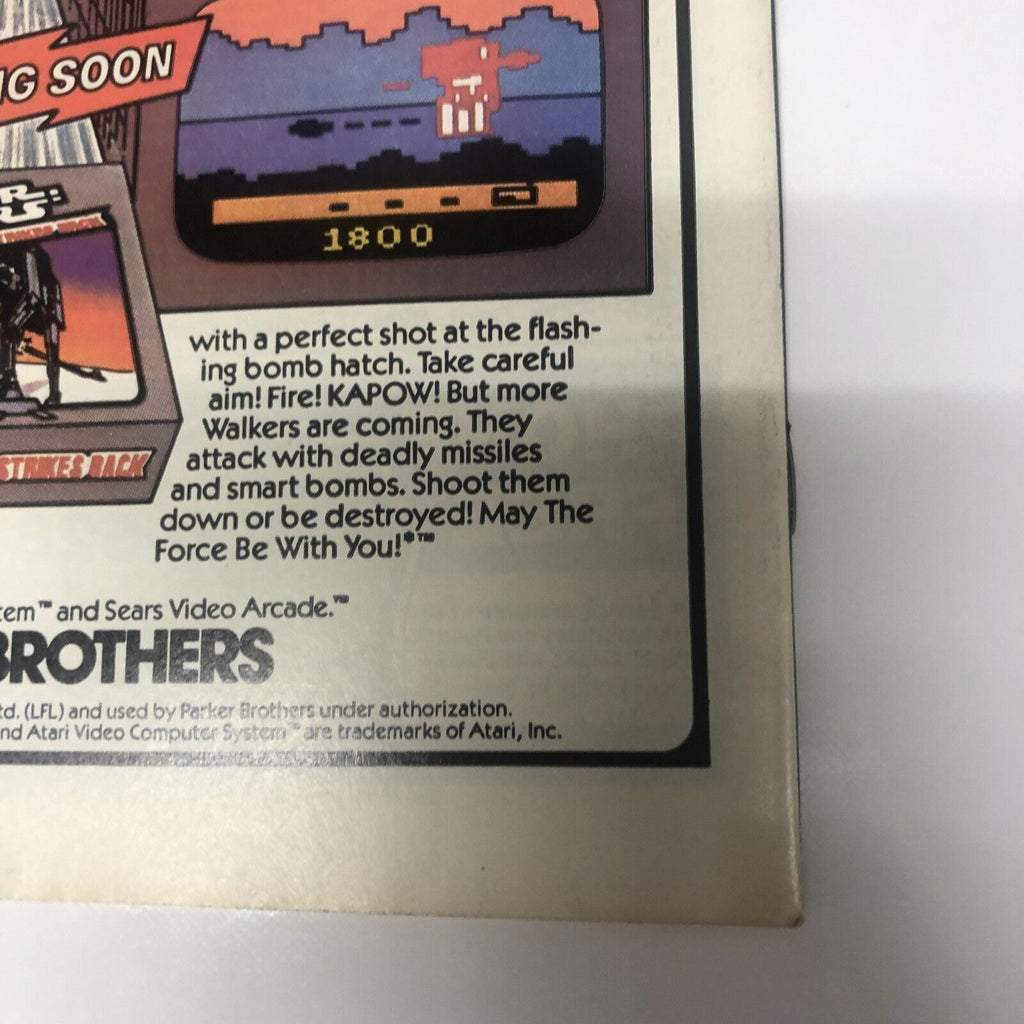 NG SOON
1800
STRIKES BACK
with a perfect shot at the flash-
ing bomb hatch. Take careful
aim! Fire! KAPOW! But more
Walkers are coming. They
attack with deadly missiles
and smart bombs. Shoot them
down or be destroyed! May The
Force Be With You!®™
tem™ and Sears Video Arcade.™
BROTHERS
td. (LFL) and used by Parker Brothers under authorization.
nd Atari Video Computer System™ are trademarks of Atari, Inc.